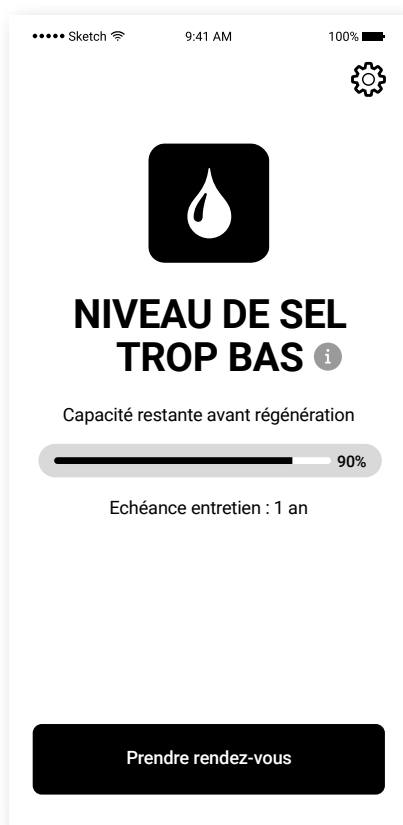 ••••• Sketch 9:41 AM 100%
NIVEAU DE SEL
TROP BAS i
Capacité restante avant régénération
90%
Echéance entretien : 1 an
Prendre rendez-vous